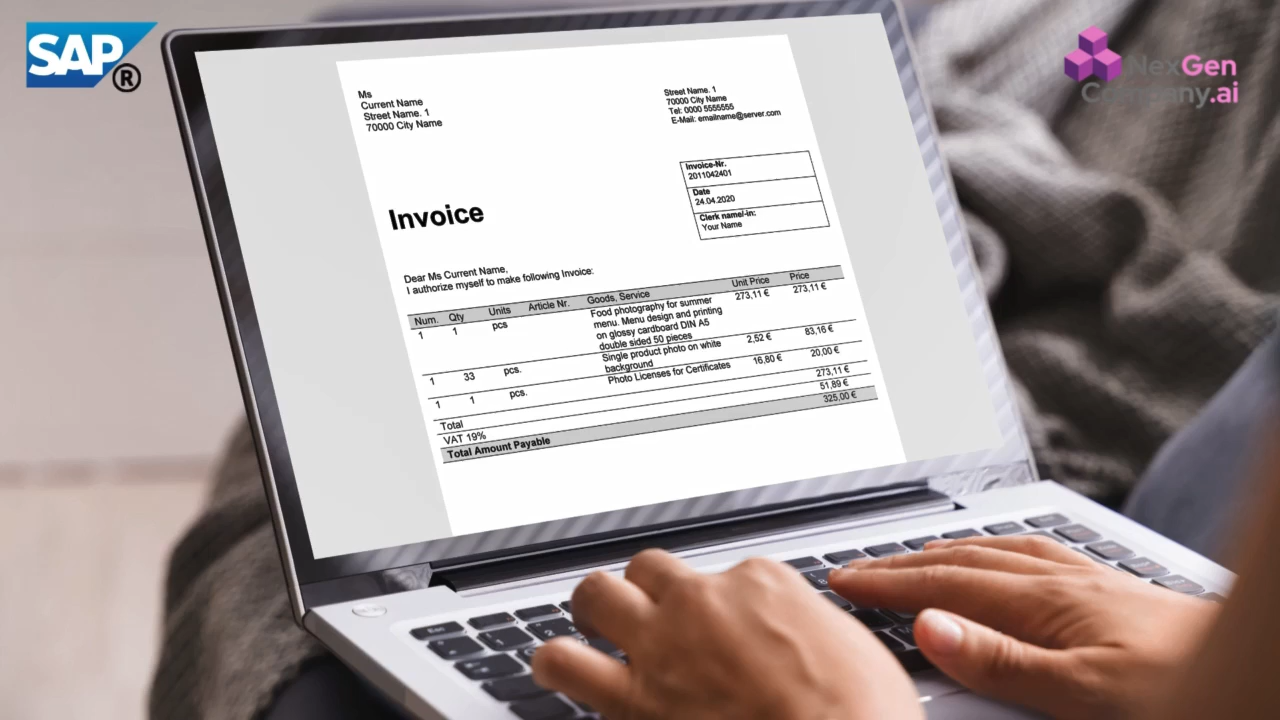 SAP®
NexGen
Company.ai
Ms
Current Name
Street Name. 1
70000 City Name
Street Name. 1
70000 City Name
Tel: 0000 5555555
E-Mail: emailname@server.com
Invoice-Nr.
2011042401
Date
24.04.2020
Clerk name/-in:
Your Name
Invoice
Dear Ms Current Name,
I authorize myself to make following Invoice:
Num. Qty Units Article Nr. Goods, Service Unit Price Price
1 1 pcs Food photography for summer 273,11 € 273,11 €
menu. Menu design and printing
on glossy cardboard DIN A5
double sided 50 pieces
1 33 pcs. Single product photo on white 2,52 € 83,16 €
background
1 1 pcs. Photo Licenses for Certificates 16,80 € 20,00 €
Total 273,11 €
VAT 19% 51,89 €
Total Amount Payable 325,00 €